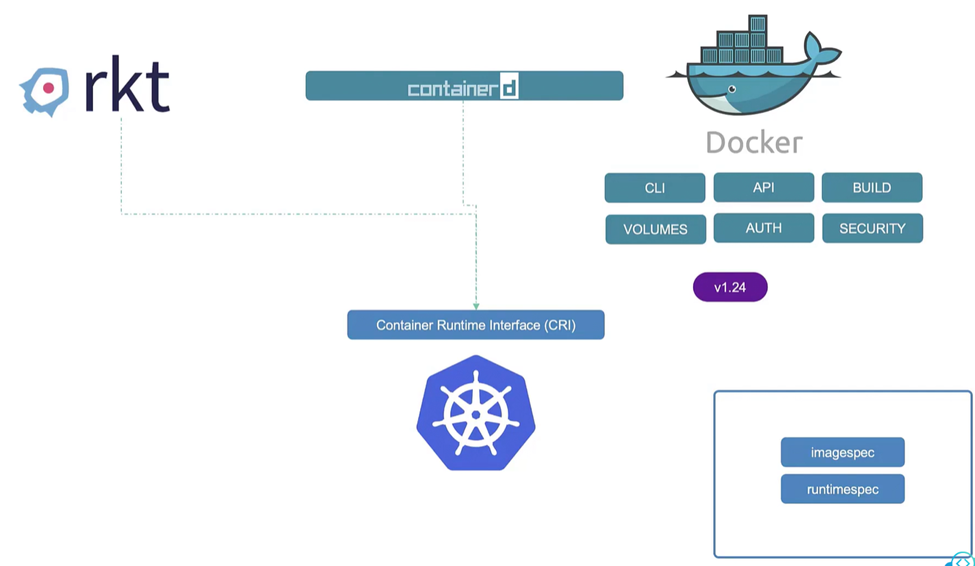 rkt
containerd
Docker
CLI
API
BUILD
VOLUMES
AUTH
SECURITY
v1.24
Container Runtime Interface (CRI)
imagespec
runtimespec